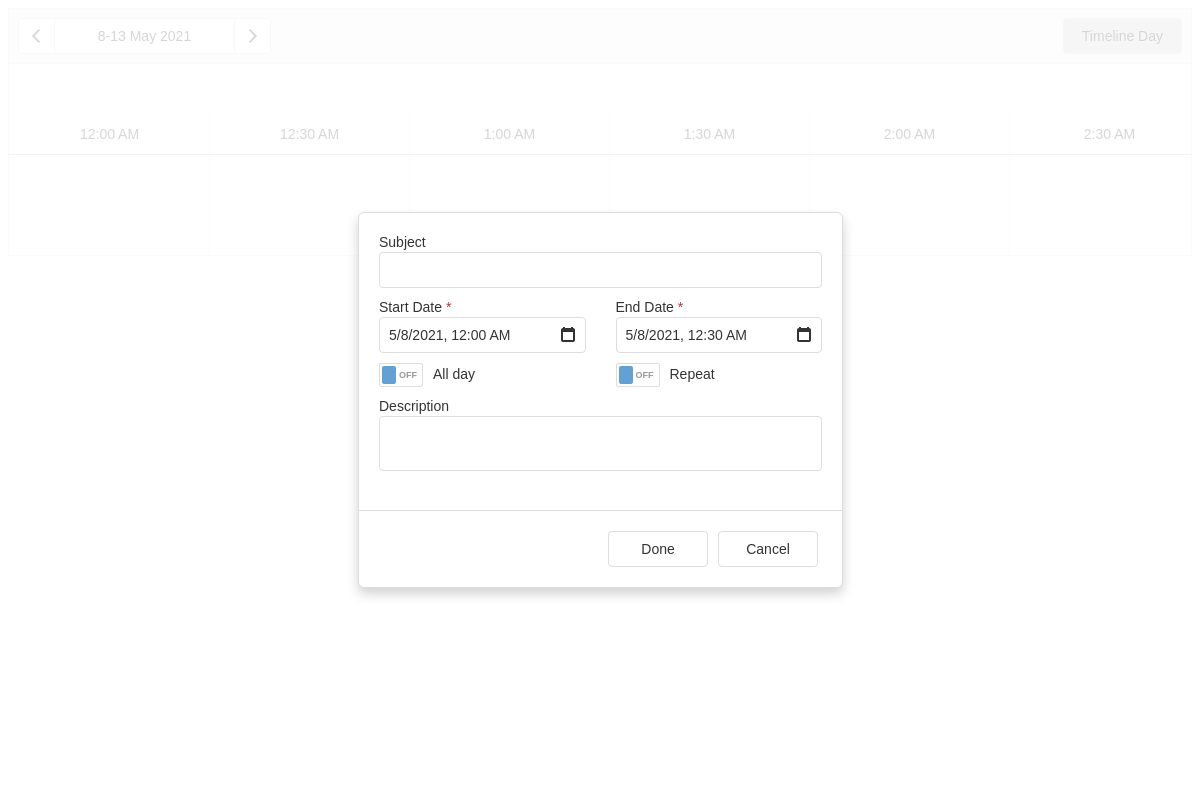 8-13 May 2021 Timeline Day
12:00 AM 12:30 AM 1:00 AM 1:30 AM 2:00 AM 2:30 AM
Subject
Start Date * End Date *
5/8/2021, 12:00 AM 5/8/2021, 12:30 AM
OFF All day OFF Repeat
Description
Done Cancel